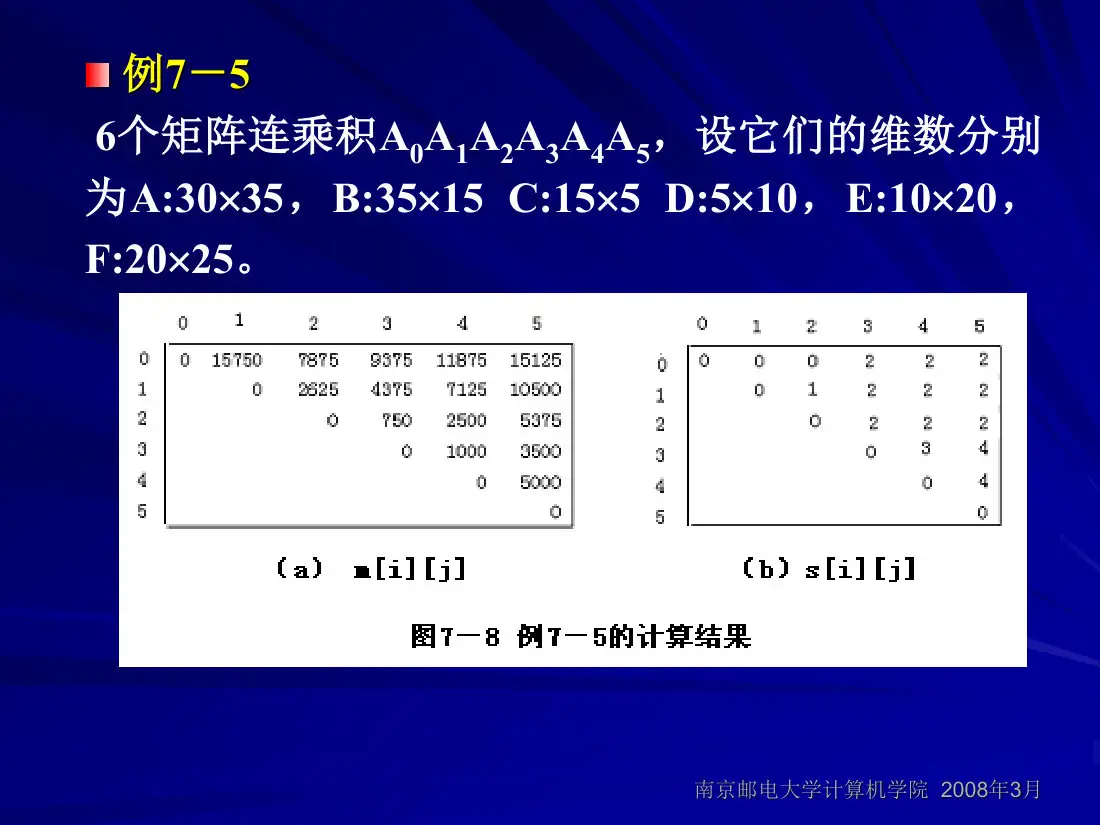 例7-5
6个矩阵连乘积A0A1A2A3A4A5，设它们的维数分别
为A:30×35，B:35×15 C:15×5 D:5×10，E:10×20，
F:20×25。
0 1 2 3 4 5
0 0 15750 7875 9375 11875 15125
1 0 2625 4375 7125 10500
2 0 750 2500 5375
3 0 1000 3500
4 0 5000
5 0
(a) m[i][j]
0 1 2 3 4 5
0 0 0 0 2 2 2
1 0 1 2 2 2
2 0 2 2 2
3 0 3 4
4 0 4
5 0
(b) s[i][j]
图7-8 例7-5的计算结果
南京邮电大学计算机学院 2008年3月